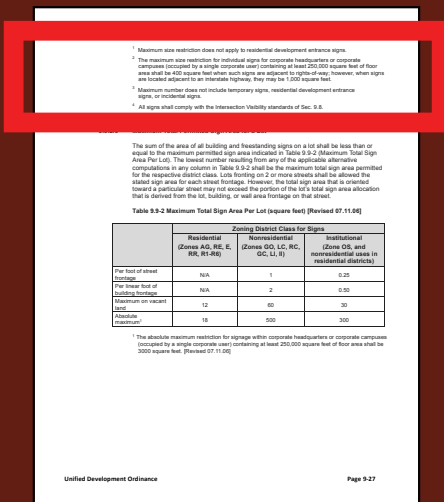 1 Maximum size restriction does not apply to residential development entrance signs.
2 The maximum size restriction for individual signs for corporate headquarters or corporate
campuses (occupied by a single corporate user) containing at least 250,000 square feet of floor
area shall be 400 square feet when such signs are adjacent to rights-of-way; however, when signs
are located adjacent to an interstate highway, they may be 1,000 square feet.
3 Maximum number does not include temporary signs, residential development entrance
signs, or incidental signs.
4 All signs shall comply with the Intersection Visibility standards of Sec. 9.8.
The sum of the area of all building and freestanding signs on a lot shall be less than or
equal to the maximum permitted sign area indicated in Table 9.9-2 (Maximum Total Sign
Area Per Lot). The lowest number resulting from any of the applicable alternative
computations in any column in Table 9.9-2 shall be the maximum total sign area permitted
for the respective district class. Lots fronting on 2 or more streets shall be allowed the
stated sign area for each street frontage. However, the total sign area that is oriented
toward a particular street may not exceed the portion of the lot's total sign area allocation
that is derived from the lot, building, or wall area frontage on that street.
Table 9.9-2 Maximum Total Sign Area Per Lot (square feet) [Revised 07.11.06]
Zoning District Class for Signs
Residential Nonresidential Institutional
(Zones AG, RE, E, (Zones GO, LC, RC, (Zone OS, and
RR, R1-R6) GC, LI, II) nonresidential uses in
residential districts)
Per foot of street
frontage N/A 1 0.25
Per linear foot of
building frontage N/A 2 0.50
Maximum on vacant
land 12 60 30
Absolute
maximum1 18 500 300
1 The absolute maximum restriction for signage within corporate headquarters or corporate campuses
(occupied by a single corporate user) containing at least 250,000 square feet of floor area shall be
3000 square feet. [Revised 07.11.06]
Unified Development Ordinance Page 9-27